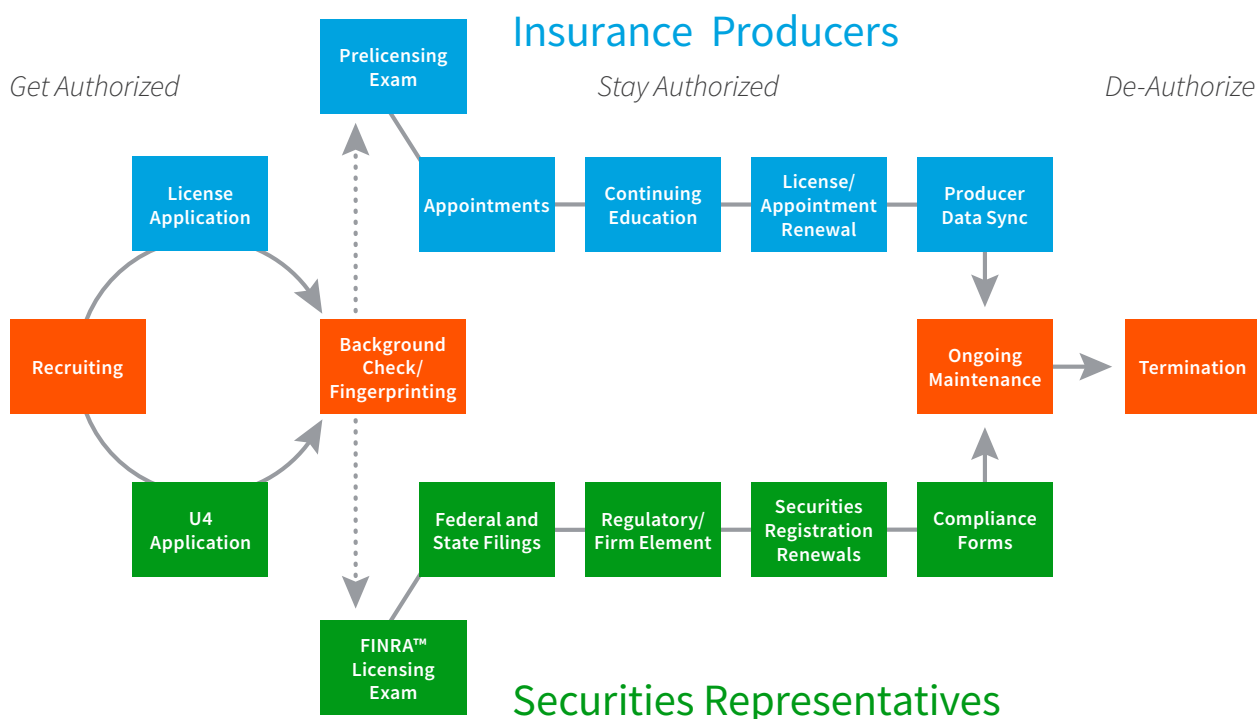 Insurance  Producers
Get Authorized
Stay Authorized
De-Authorize
Prelicensing
Exam
License
Application
Appointments
Continuing
Education
License/
Appointment
Renewal
Producer
Data Sync
Recruiting
Background
Check/
Fingerprinting
Ongoing
Maintenance
Termination
U4
Application
Federal and
State Filings
Regulatory/
Firm Element
Securities
Registration
Renewals
Compliance
Forms
FINRA™
Licensing
Exam
Securities Representatives